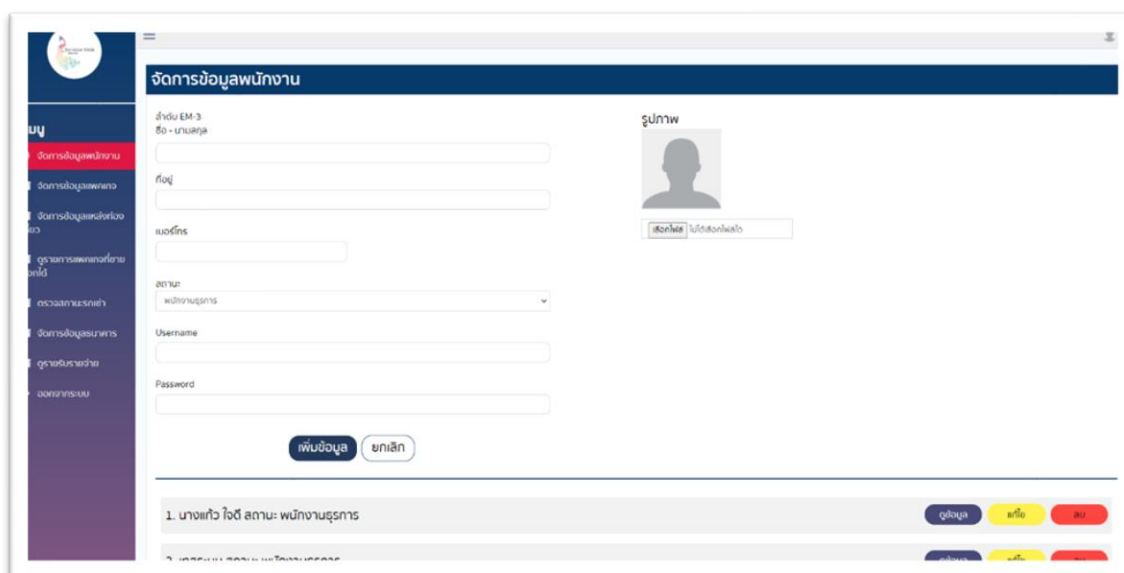 จัดการข้อมูลพนักงาน
ลำดับ EM-3
ชื่อ - นามสกุล
รูปภาพ
ที่อยู่
เลือกไฟล์ ไม่ได้เลือกไฟล์ใด
เบอร์โทร
สถานะ
พนักงานธุรการ
Username
Password
เพิ่มข้อมูล ยกเลิก
1. นางแก้ว ใจดี สถานะ พนักงานธุรการ
ดูข้อมูล แก้ไข ลบ
มนู
จัดการข้อมูลพนักงาน
จัดการข้อมูลแพคเกจ
จัดการข้อมูลแหล่งท่อง
ดูรายการแพคเกจที่ขาย
ตรวจสถานะรถเช่า
จัดการข้อมูลธนาคาร
ดูรายรับรายจ่าย
ออกจากระบบ